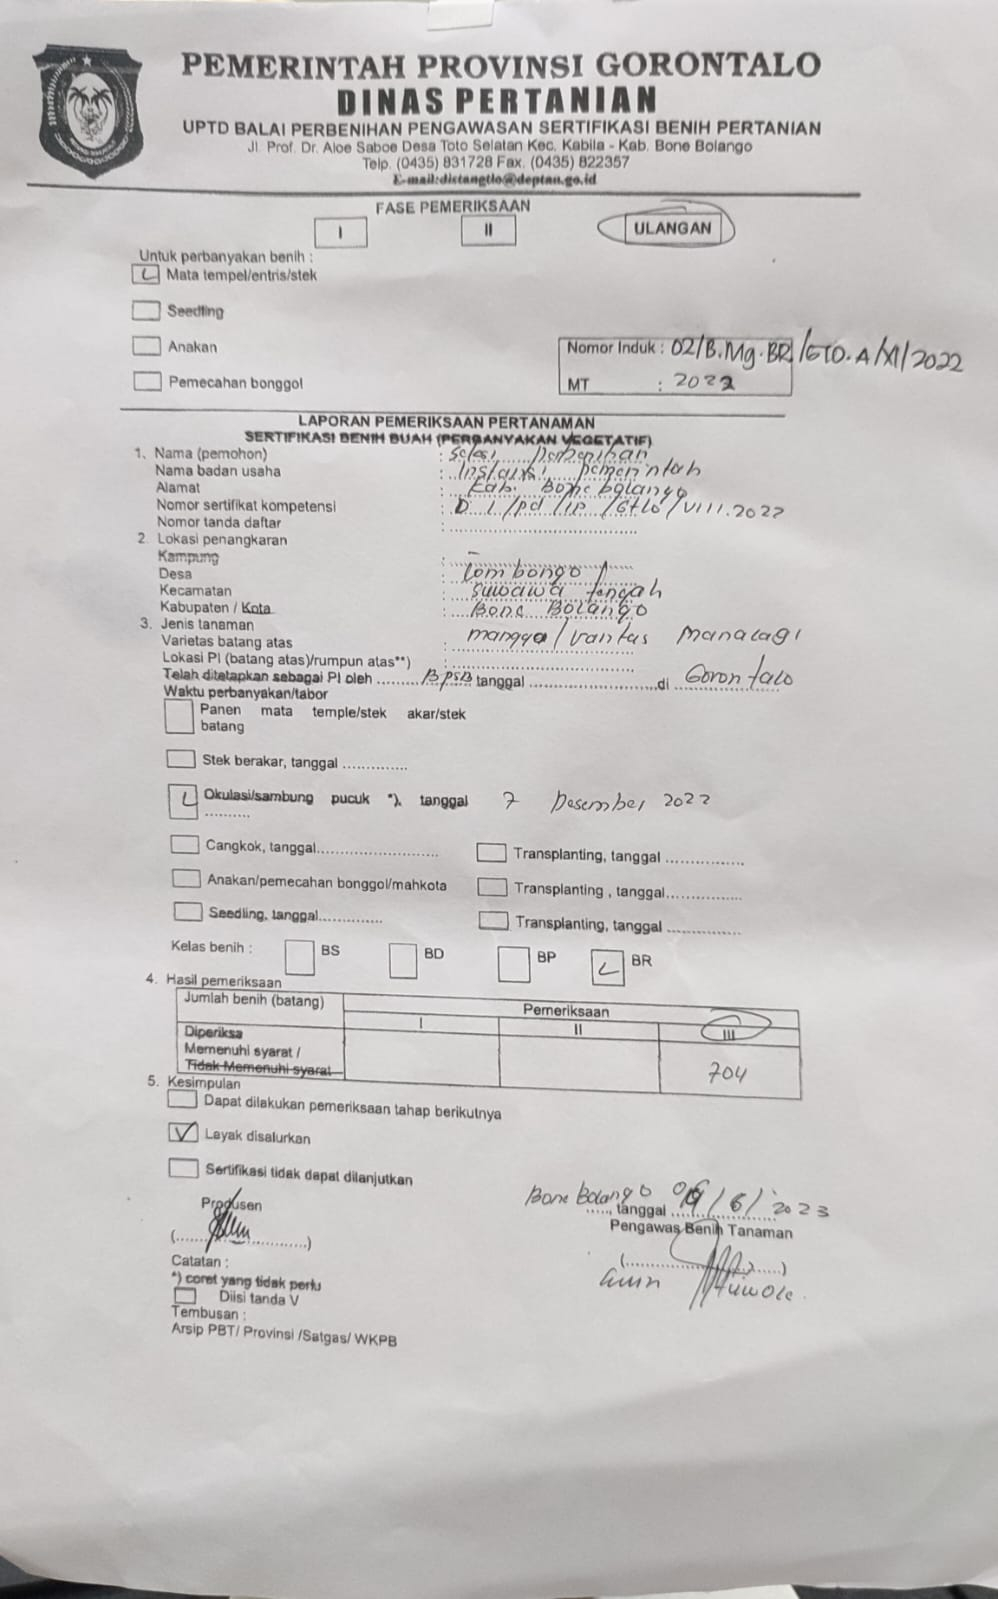 PEMERINTAH PROVINSI GORONTALO
DINAS PERTANIAN
UPTD BALAI PERBENIHAN PENGAWASAN SERTIFIKASI BENIH PERTANIAN
Jl. Prof. Dr. Aloe Saboe Desa Toto Selatan Kec. Kabila - Kab. Bone Bolango
Telp. (0435) 831728 Fax. (0435) 822357
E-mail:distangtlo@deptan.go.id
FASE PEMERIKSAAN
I II ULANGAN
Untuk perbanyakan benih :
Mata tempel/entris/stek
Seedling
Anakan
Nomor Induk : 02/B.Mg.BR/GTO.A/XI/2022
Pemecahan bonggol
MT : 2022
LAPORAN PEMERIKSAAN PERTANAMAN
SERTIFIKASI BENIH BUAH (PERBANYAKAN VEGETATIF)
1. Nama (pemohon) : Seksi perbenihan
Nama badan usaha : Instansi pemerintah
Alamat : Kab. Bone bolango
Nomor sertifikat kompetensi : /VIII.2022
Nomor tanda daftar : ..............................
2. Lokasi penangkaran
Kampung : –
Desa : Lombongo
Kecamatan : Suwawa tengah
Kabupaten / Kota : Bone Bolango
3. Jenis tanaman
Varietas batang atas : mangga / varitas Manalagi
Lokasi PI (batang atas)/rumpun atas**) : ..............................
Telah ditetapkan sebagai PI oleh ........ BPSB tanggal ........................ di Gorontalo
Waktu perbanyakan/tabor
Panen mata temple/stek akar/stek
batang
Stek berakar, tanggal ..............
Okulasi/sambung pucuk *), tanggal 7 Desember 2022
..........
Cangkok, tanggal.......................... Transplanting, tanggal ................
Anakan/pemecahan bonggol/mahkota Transplanting , tanggal................
Seedling, tanggal.............. Transplanting, tanggal ................
Kelas benih : BS BD BP BR
4. Hasil pemeriksaan
Jumlah benih (batang) Pemeriksaan
I II III
Diperiksa
Memenuhi syarat / 704
Tidak Memenuhi syarat
5. Kesimpulan
Dapat dilakukan pemeriksaan tahap berikutnya
V Layak disalurkan
Sertifikasi tidak dapat dilanjutkan
Bone Bolango ....., tanggal /6/2023
Produsen Pengawas Benih Tanaman
(..............................) (..............................)
Catatan :
*) coret yang tidak perlu
Diisi tanda V
Tembusan :
Arsip PBT/ Provinsi /Satgas/ WKPB